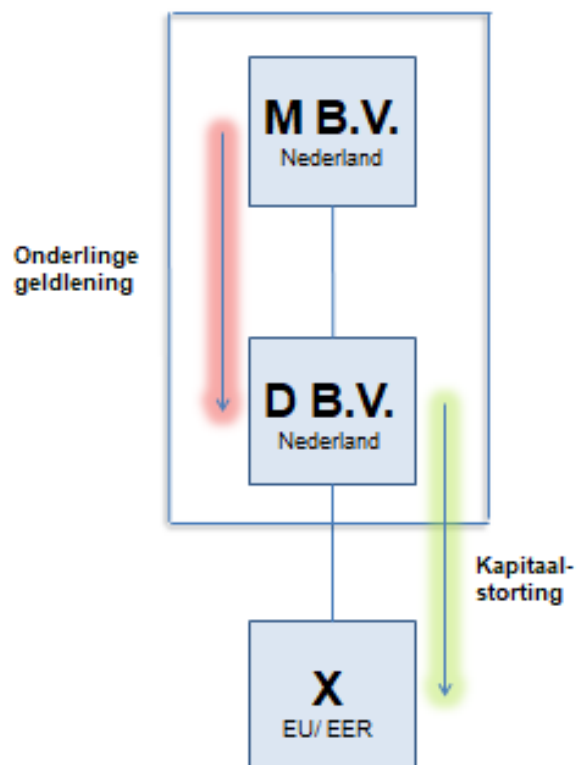 M B.V.
Nederland
Onderlinge
geldlening
D B.V.
Nederland
Kapitaal-
storting
X
EU/ EER